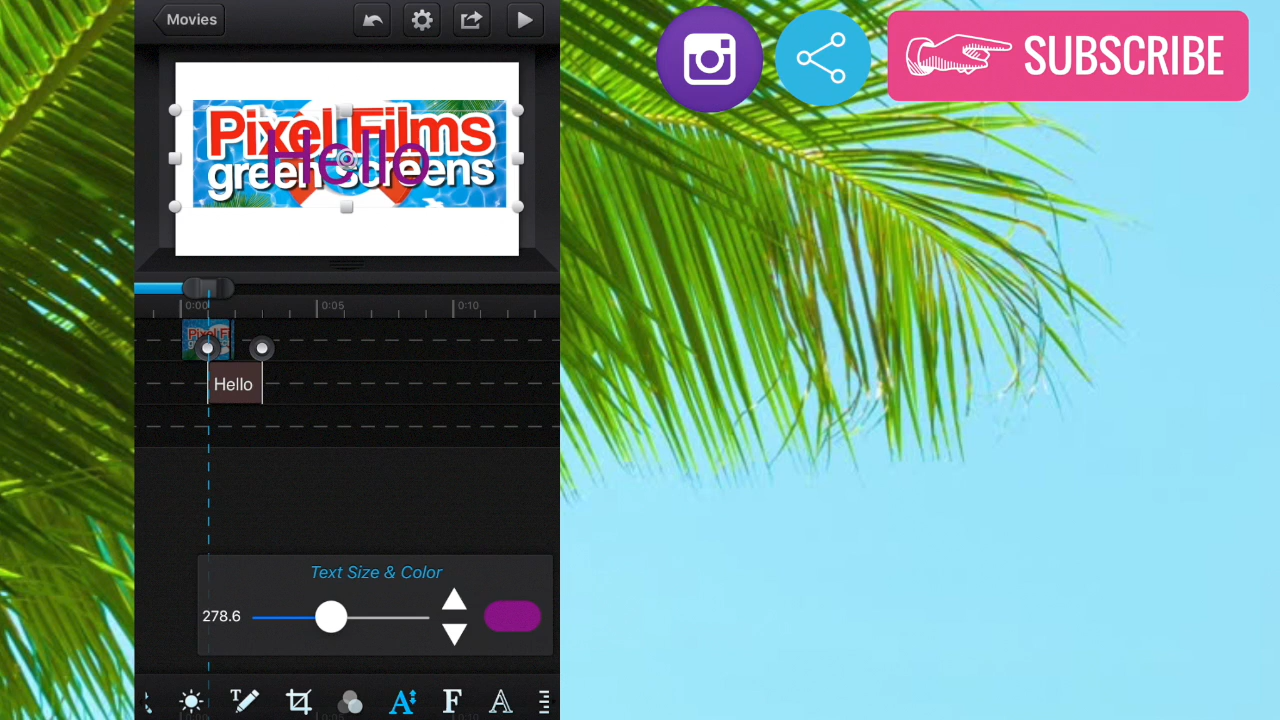 Movies
SUBSCRIBE
Pixel Films
Hello
green screens
0:00
0:05
0:10
Hello
Text Size & Color
278.6